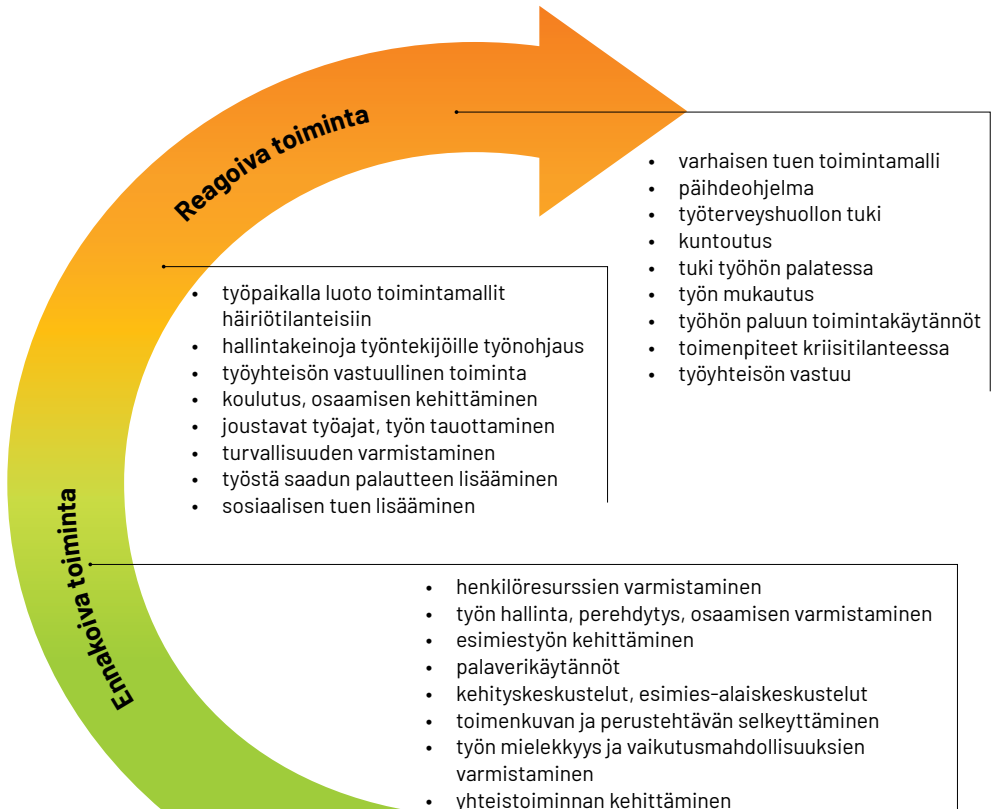 Reagoiva toiminta
• varhaisen tuen toimintamalli
• päihdeohjelma
• työterveyshuollon tuki
• kuntoutus
• tuki työhön palatessa
• työn mukautus
• työhön paluun toimintakäytännöt
• toimenpiteet kriisitilanteessa
• työyhteisön vastuu
• työpaikalla luoto toimintamallit
häiriötilanteisiin
• hallintakeinoja työntekijöille työnohjaus
• työyhteisön vastuullinen toiminta
• koulutus, osaamisen kehittäminen
• joustavat työajat, työn tauottaminen
• turvallisuuden varmistaminen
• työstä saadun palautteen lisääminen
• sosiaalisen tuen lisääminen
Ennakoiva toiminta
• henkilöresurssien varmistaminen
• työn hallinta, perehdytys, osaamisen varmistaminen
• esimiestyön kehittäminen
• palaverikäytännöt
• kehityskeskustelut, esimies-alaiskeskustelut
• toimenkuvan ja perustehtävän selkeyttäminen
• työn mielekkyys ja vaikutusmahdollisuuksien
varmistaminen
• yhteistoiminnan kehittäminen